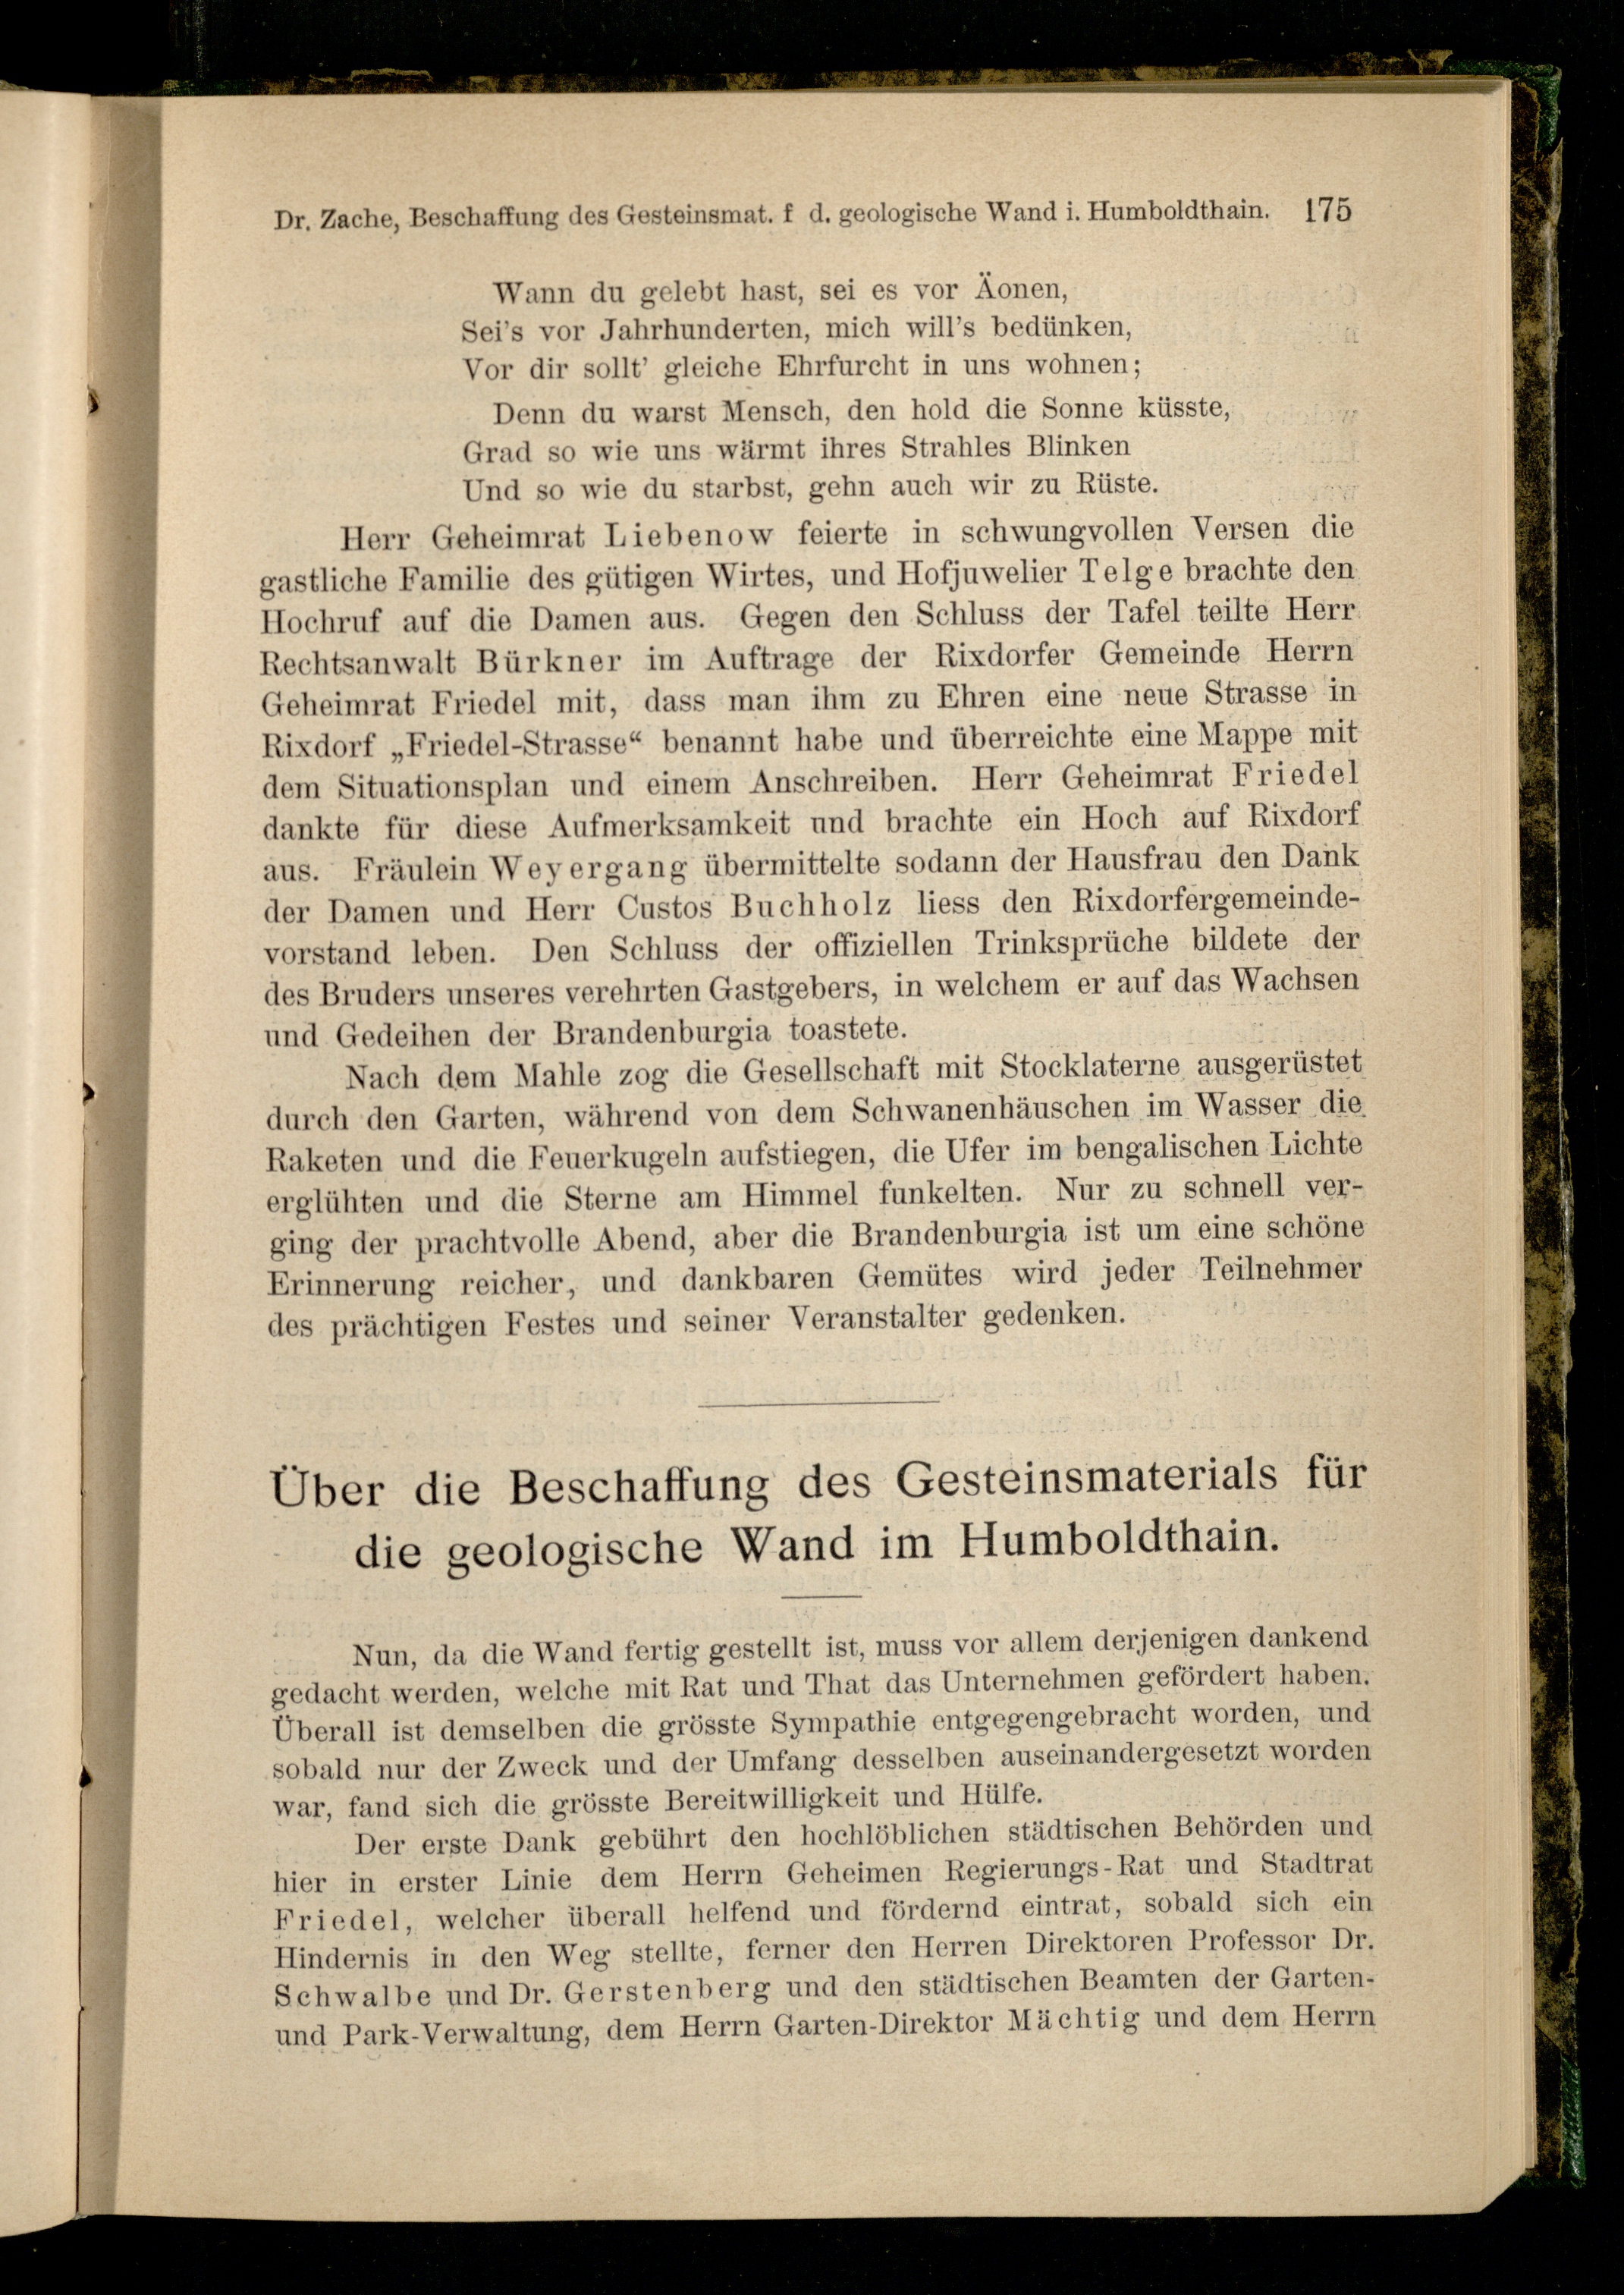 Dr. Zache, Beschaffung des Gesteinsmat. f d. geologische Wand i. Humboldthain. 175
Wann du gelebt hast, sei es vor Äonen,
Sei's vor Jahrhunderten, mich will's bedünken,
Vor dir sollt' gleiche Ehrfurcht in uns wohnen;
Denn du warst Mensch, den hold die Sonne küsste,
Grad so wie uns wärmt ihres Strahles Blinken
Und so wie du starbst, gehn auch wir zu Rüste.
Herr Geheimrat Liebenow feierte in schwungvollen Versen die
gastliche Familie des gütigen Wirtes, und Hofjuwelier Telge brachte den
Hochruf auf die Damen aus. Gegen den Schluss der Tafel teilte Herr
Rechtsanwalt Bürkner im Auftrage der Rixdorfer Gemeinde Herrn
Geheimrat Friedel mit, dass man ihm zu Ehren eine neue Strasse in
Rixdorf „Friedel-Strasse“ benannt habe und überreichte eine Mappe mit
dem Situationsplan und einem Anschreiben. Herr Geheimrat Friedel
dankte für diese Aufmerksamkeit und brachte ein Hoch auf Rixdorf
aus. Fräulein Weyergang übermittelte sodann der Hausfrau den Dank
der Damen und Herr Custos Buchholz liess den Rixdorfergemeinde-
vorstand leben. Den Schluss der offiziellen Trinksprüche bildete der
des Bruders unseres verehrten Gastgebers, in welchem er auf das Wachsen
und Gedeihen der Brandenburgia toastete.
Nach dem Mahle zog die Gesellschaft mit Stocklaterne ausgerüstet
durch den Garten, während von dem Schwanenhäuschen im Wasser die
Raketen und die Feuerkugeln aufstiegen, die Ufer im bengalischen Lichte
erglühten und die Sterne am Himmel funkelten. Nur zu schnell ver-
ging der prachtvolle Abend, aber die Brandenburgia ist um eine schöne
Erinnerung reicher, und dankbaren Gemütes wird jeder Teilnehmer
des prächtigen Festes und seiner Veranstalter gedenken.
Über die Beschaffung des Gesteinsmaterials für
die geologische Wand im Humboldthain.
Nun, da die Wand fertig gestellt ist, muss vor allem derjenigen dankend
gedacht werden, welche mit Rat und That das Unternehmen gefördert haben.
Überall ist demselben die grösste Sympathie entgegengebracht worden, und
sobald nur der Zweck und der Umfang desselben auseinandergesetzt worden
war, fand sich die grösste Bereitwilligkeit und Hülfe.
Der erste Dank gebührt den hochlöblichen städtischen Behörden und
hier in erster Linie dem Herrn Geheimen Regierungs-Rat und Stadtrat
Friedel, welcher überall helfend und fördernd eintrat, sobald sich ein
Hindernis in den Weg stellte, ferner den Herren Direktoren Professor Dr.
Schwalbe und Dr. Gerstenberg und den städtischen Beamten der Garten-
und Park-Verwaltung, dem Herrn Garten-Direktor Mächtig und dem Herrn